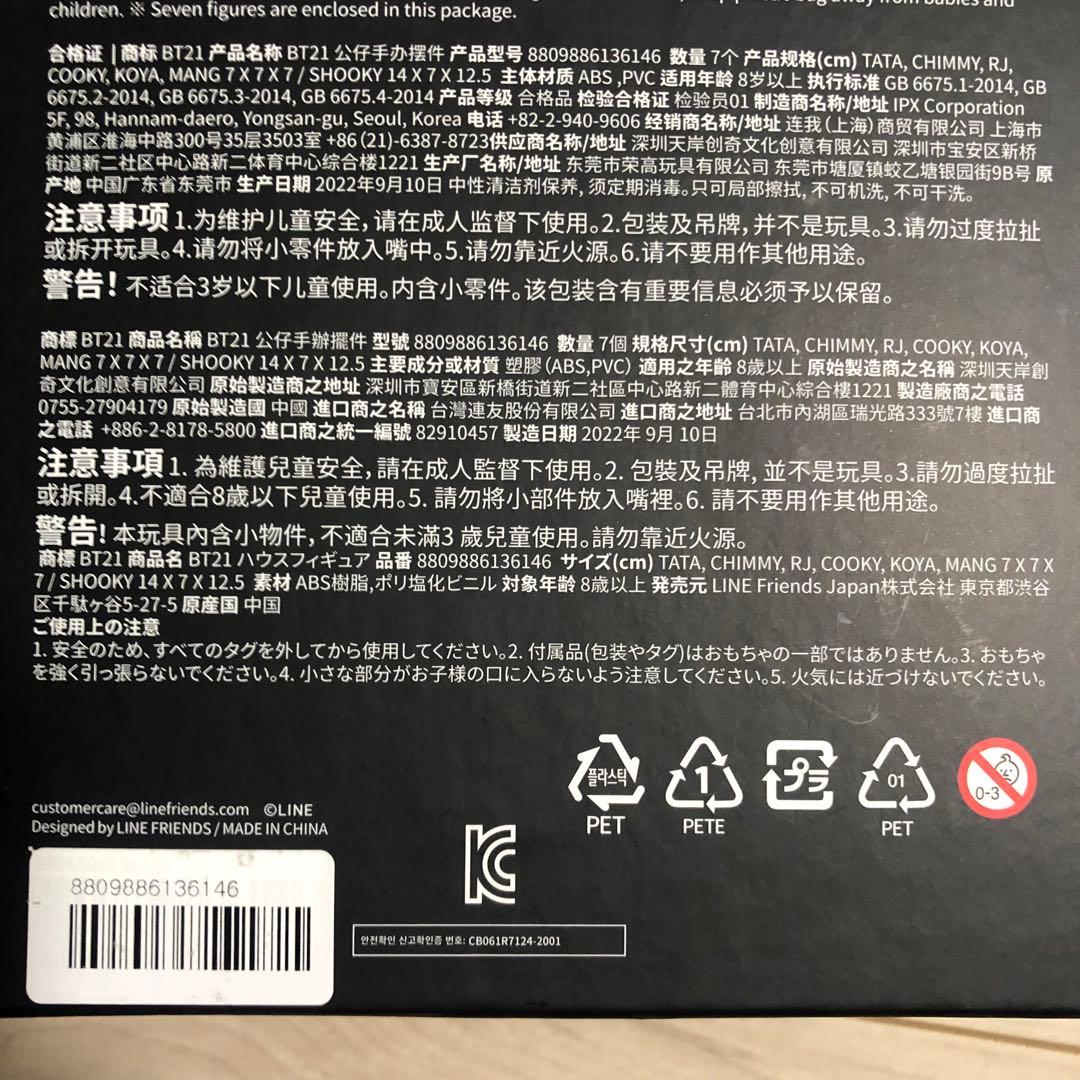 children. ※ Seven figures are enclosed in this package.
合格证 | 商标 BT21 产品名称 BT21 公仔手办摆件 产品型号 8809886136146 数量 7个 产品规格(cm) TATA, CHIMMY, RJ,
COOKY, KOYA, MANG 7 X 7 X 7 / SHOOKY 14 X 7 X 12.5 主体材质 ABS ,PVC 适用年龄 8岁以上 执行标准 GB 6675.1-2014, GB
6675.2-2014, GB 6675.3-2014, GB 6675.4-2014 产品等级 合格品 检验合格证 检验员01 制造商名称/地址 IPX Corporation
5F, 98, Hannam-daero, Yongsan-gu, Seoul, Korea 电话 +82-2-940-9606 经销商名称/地址 连我(上海)商贸有限公司 上海市
黄浦区淮海中路300号35层3503室 +86(21)-6387-8723供应商名称/地址 深圳天岸创奇文化创意有限公司 深圳市宝安区新桥
街道新二社区中心路新二体育中心综合楼1221 生产厂名称/地址 东莞市荣高玩具有限公司 东莞市塘厦镇蛟乙塘银园街9B号 原
产地 中国广东省东莞市 生产日期 2022年9月10日 中性清洁剂保养, 须定期消毒。只可局部擦拭, 不可机洗, 不可干洗。
注意事项 1.为维护儿童安全, 请在成人监督下使用。2.包装及吊牌, 并不是玩具。3.请勿过度拉扯
或拆开玩具。4.请勿将小零件放入嘴中。5.请勿靠近火源。6.请不要用作其他用途。
警告! 不适合3岁以下儿童使用。内含小零件。该包装含有重要信息必须予以保留。
商標 BT21 商品名稱 BT21 公仔手辦擺件 型號 8809886136146 數量 7個 規格尺寸(cm) TATA, CHIMMY, RJ, COOKY, KOYA,
MANG 7 X 7 X 7 / SHOOKY 14 X 7 X 12.5 主要成分或材質 塑膠 (ABS,PVC) 適用之年齡 8歲以上 原始製造商之名稱 深圳天岸創
奇文化創意有限公司 原始製造商之地址 深圳市寶安區新橋街道新二社區中心路新二體育中心綜合樓1221 製造廠商之電話
0755-27904179 原始製造國 中國 進口商之名稱 台灣連友股份有限公司 進口商之地址 台北市內湖區瑞光路333號7樓 進口商
之電話 +886-2-8178-5800 進口商之統一編號 82910457 製造日期 2022年 9月 10日
注意事項 1. 為維護兒童安全, 請在成人監督下使用。2. 包裝及吊牌, 並不是玩具。3.請勿過度拉扯
或拆開。4.不適合8歲以下兒童使用。5. 請勿將小部件放入嘴裡。6. 請不要用作其他用途。
警告! 本玩具內含小物件, 不適合未滿3 歲兒童使用。請勿靠近火源。
商標 BT21 商品名 BT21 ハウスフィギュア 品番 8809886136146 サイズ(cm) TATA, CHIMMY, RJ, COOKY, KOYA, MANG 7 X 7 X
7 / SHOOKY 14 X 7 X 12.5 素材 ABS樹脂,ポリ塩化ビニル 対象年齢 8歳以上 発売元 LINE Friends Japan株式会社 東京都渋谷
区千駄ヶ谷5-27-5 原産国 中国
ご使用上の注意
1. 安全のため、すべてのタグを外してから使用してください。2. 付属品(包装やタグ)はおもちゃの一部ではありません。3. おもちゃ
を強く引っ張らないでください。4. 小さな部分がお子様の口に入らないよう注意してください。5. 火気には近づけないでください。
플라스틱
PET
1
PETE
プラ
01
PET
0-3
customercare@linefriends.com ©LINE
Designed by LINE FRIENDS / MADE IN CHINA
8809886136146
KC
안전확인 신고확인증 번호: CB061R7124-2001